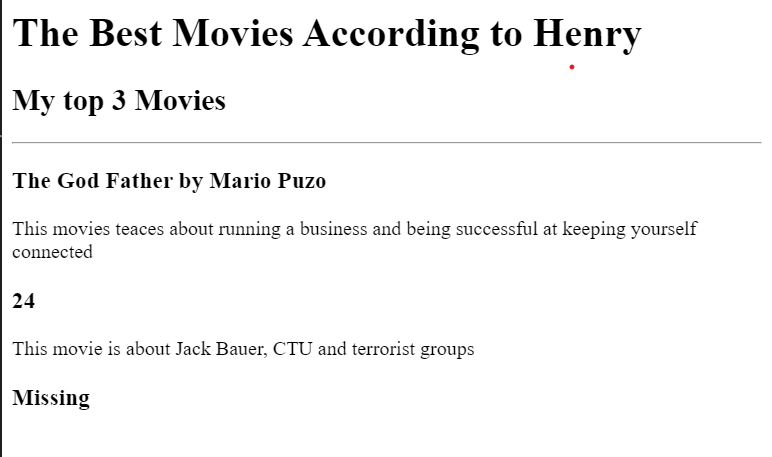 The Best Movies According to Henry
My top 3 Movies
The God Father by Mario Puzo
This movies teaces about running a business and being successful at keeping yourself
connected
24
This movie is about Jack Bauer, CTU and terrorist groups
Missing